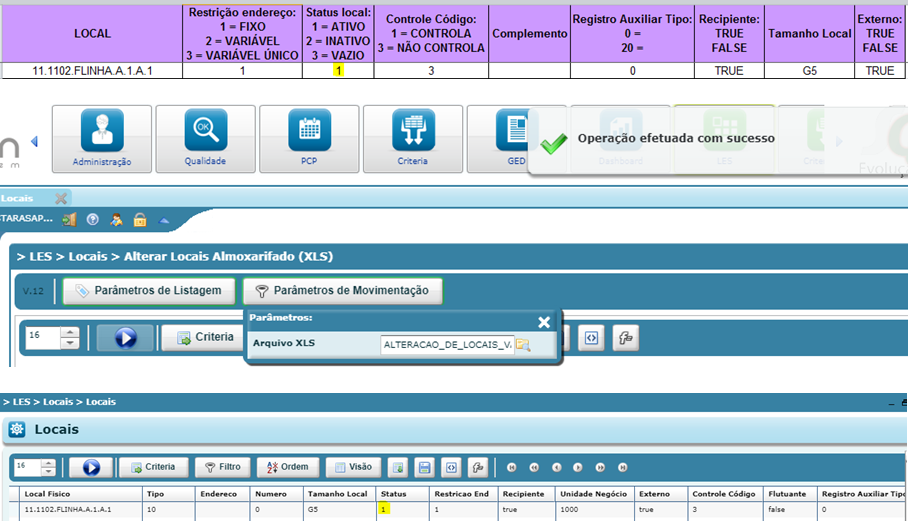 LOCAL
Restrição endereço:
1 = FIXO
2 = VARIÁVEL
3 = VARIÁVEL ÚNICO
Status local:
1 = ATIVO
2 = INATIVO
3 = VAZIO
Controle Código:
1 = CONTROLA
3 = NÃO CONTROLA
Complemento
Registro Auxiliar Tipo:
0 =
20 =
Recipiente:
TRUE
FALSE
Tamanho Local
Externo:
TRUE
FALSE
11.1102.FLINHA.A.1.A.1 1 1 3 0 TRUE G5 TRUE
Administração
Qualidade
PCP
Criteria
GED
Dashboard
LES
Operação efetuada com sucesso
Evoluç
Locais
TARASAP...
> LES > Locais > Alterar Locais Almoxarifado (XLS)
V.12 Parâmetros de Listagem Parâmetros de Movimentação
16 Criteria
Parâmetros:
Arquivo XLS ALTERACAO_DE_LOCAIS_V.
> LES > Locais > Locais
Locais
16 Criteria Filtro Ordem Visão
Local Fisico Tipo Endereco Numero Tamanho Local Status Restricao End Recipiente Unidade Negócio Externo Controle Código Flutuante Registro Auxiliar Tipo
11.1102.FLINHA.A.1.A.1 10 0 G5 1 1 true 1000 true 3 false 0